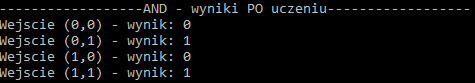 ------------------AND - wyniki PO uczeniu------------------
Wejscie (0,0) - wynik: 0
Wejscie (0,1) - wynik: 1
Wejscie (1,0) - wynik: 0
Wejscie (1,1) - wynik: 1